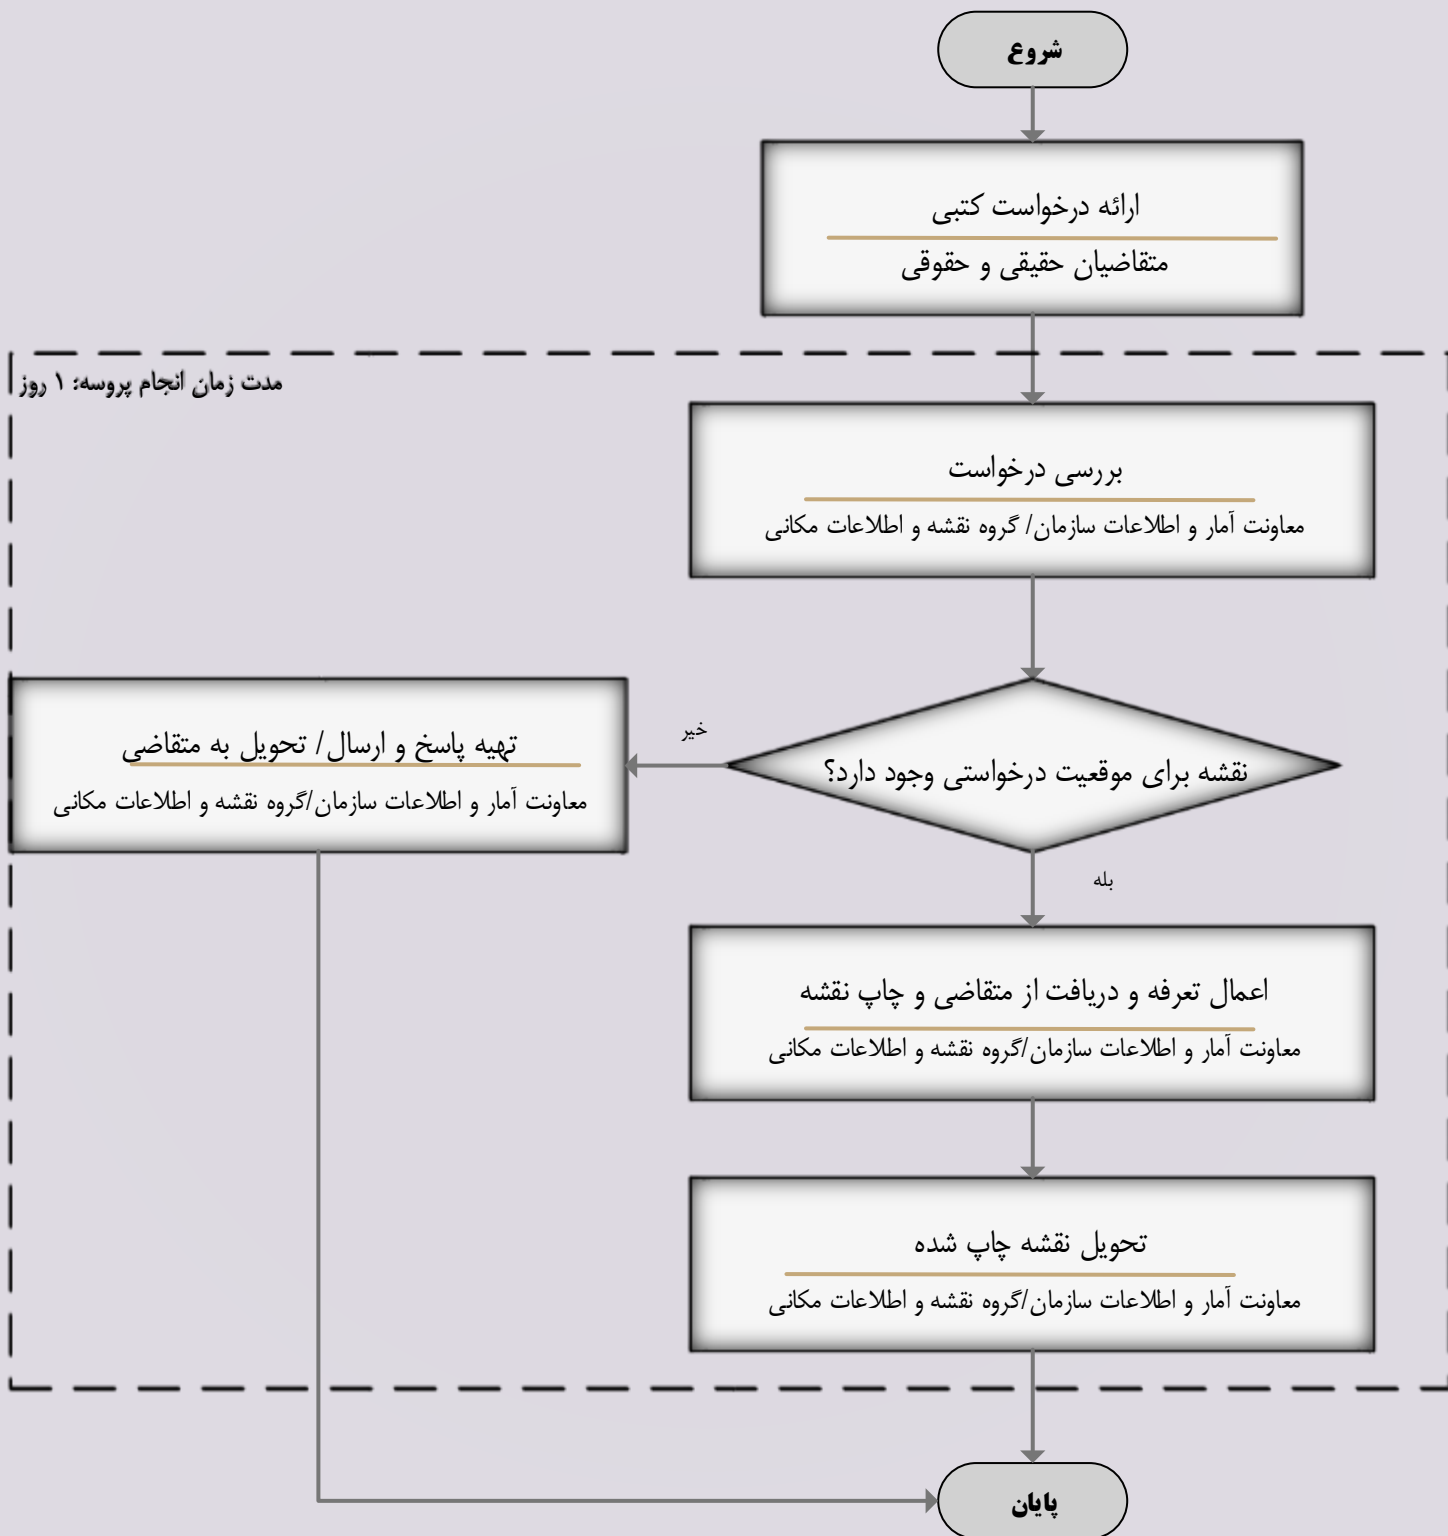 شروع
ارائه درخواست کتبی
متقاضیان حقیقی و حقوقی
مدت زمان انجام پروسه: ۱ روز
بررسی درخواست
معاونت آمار و اطلاعات سازمان/ گروه نقشه و اطلاعات مکانی
نقشه برای موقعیت درخواستی وجود دارد؟
خیر
تهیه پاسخ و ارسال/ تحویل به متقاضی
معاونت آمار و اطلاعات سازمان/گروه نقشه و اطلاعات مکانی
بله
اعمال تعرفه و دریافت از متقاضی و چاپ نقشه
معاونت آمار و اطلاعات سازمان/گروه نقشه و اطلاعات مکانی
تحویل نقشه چاپ شده
معاونت آمار و اطلاعات سازمان/گروه نقشه و اطلاعات مکانی
پایان